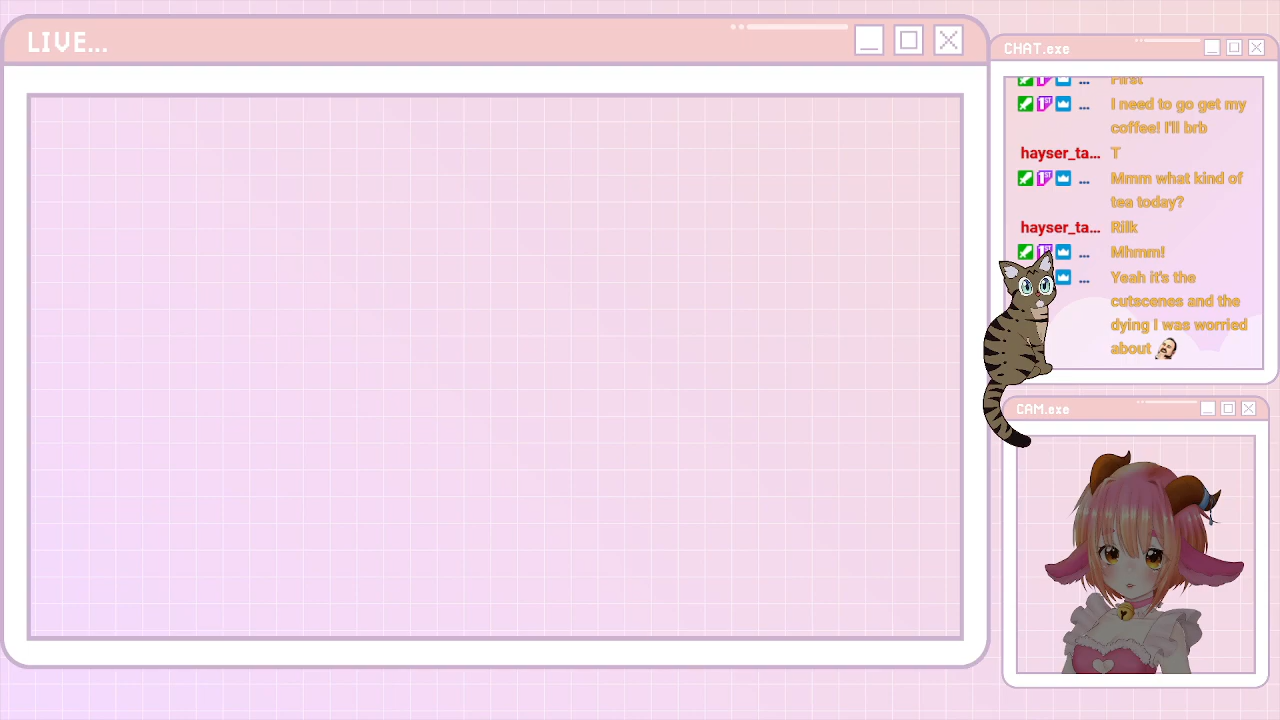 LIVE...
CHAT.exe
First
... I need to go get my
coffee! I'll brb
hayser_ta... T
... Mmm what kind of
tea today?
hayser_ta... Rilk
... Mhmm!
... Yeah it's the
cutscenes and the
dying I was worried
about
CAM.exe